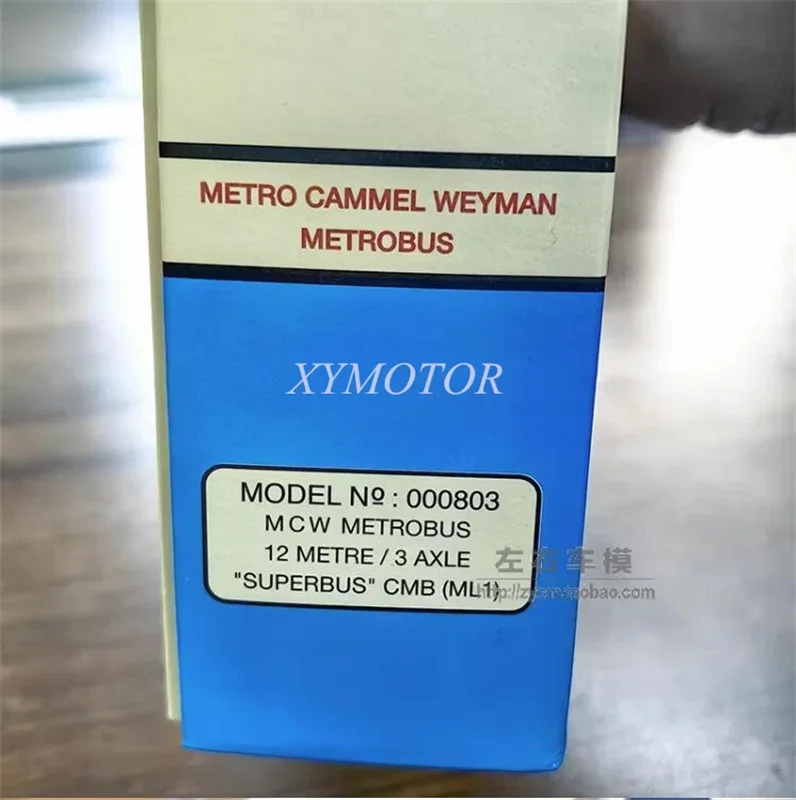 METRO CAMMEL WEYMAN
METROBUS
XYMOTOR
MODEL Nº : 000803
MCW METROBUS
12 METRE / 3 AXLE
"SUPERBUS" CMB (ML1)
左右车模